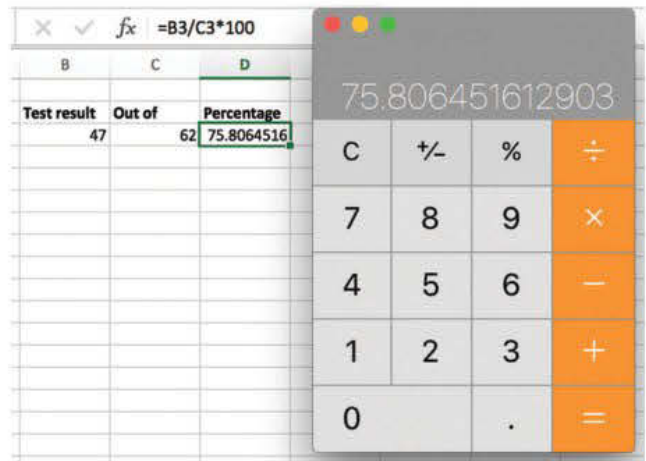 fx =B3/C3*100
B C D
Test result Out of Percentage
47 62 75.8064516
75.806451612903
C +/− % ÷
7 8 9 ×
4 5 6 −
1 2 3 +
0 . =